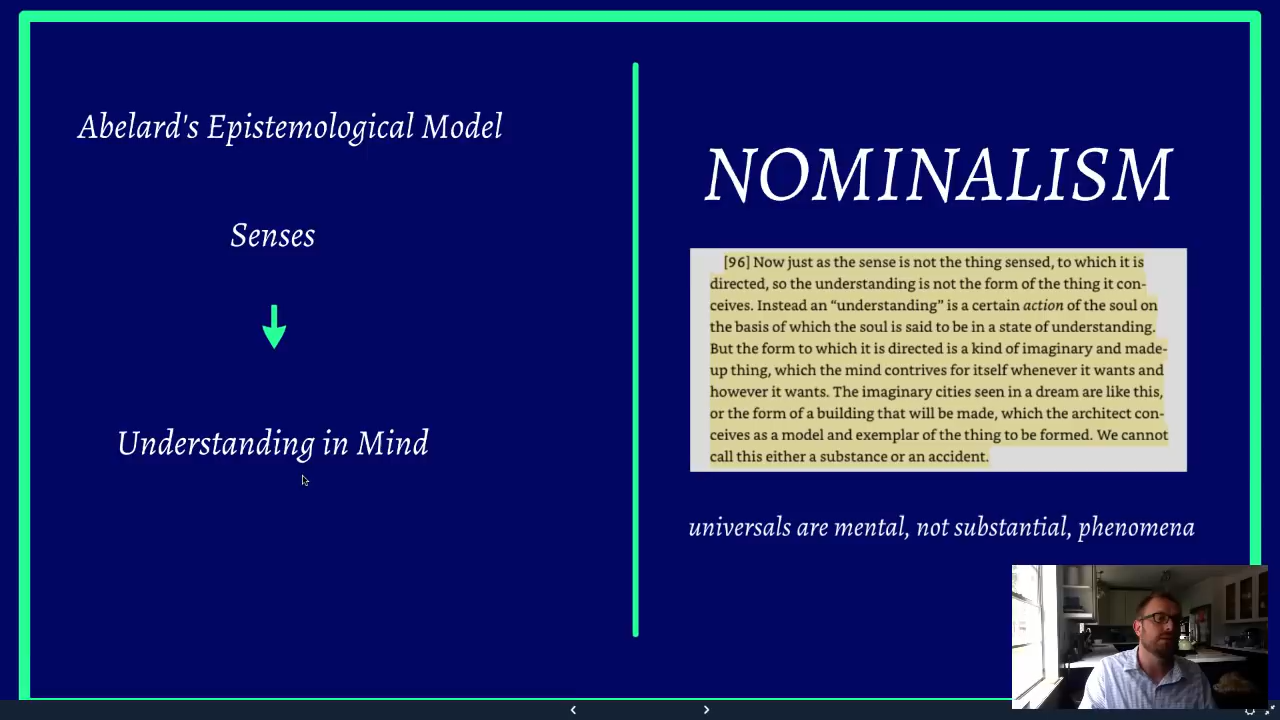 Abelard's Epistemological Model
Senses
Understanding in Mind
NOMINALISM
[96] Now just as the sense is not the thing sensed, to which it is
directed, so the understanding is not the form of the thing it con-
ceives. Instead an “understanding” is a certain action of the soul on
the basis of which the soul is said to be in a state of understanding.
But the form to which it is directed is a kind of imaginary and made-
up thing, which the mind contrives for itself whenever it wants and
however it wants. The imaginary cities seen in a dream are like this,
or the form of a building that will be made, which the architect con-
ceives as a model and exemplar of the thing to be formed. We cannot
call this either a substance or an accident.
universals are mental, not substantial, phenomena